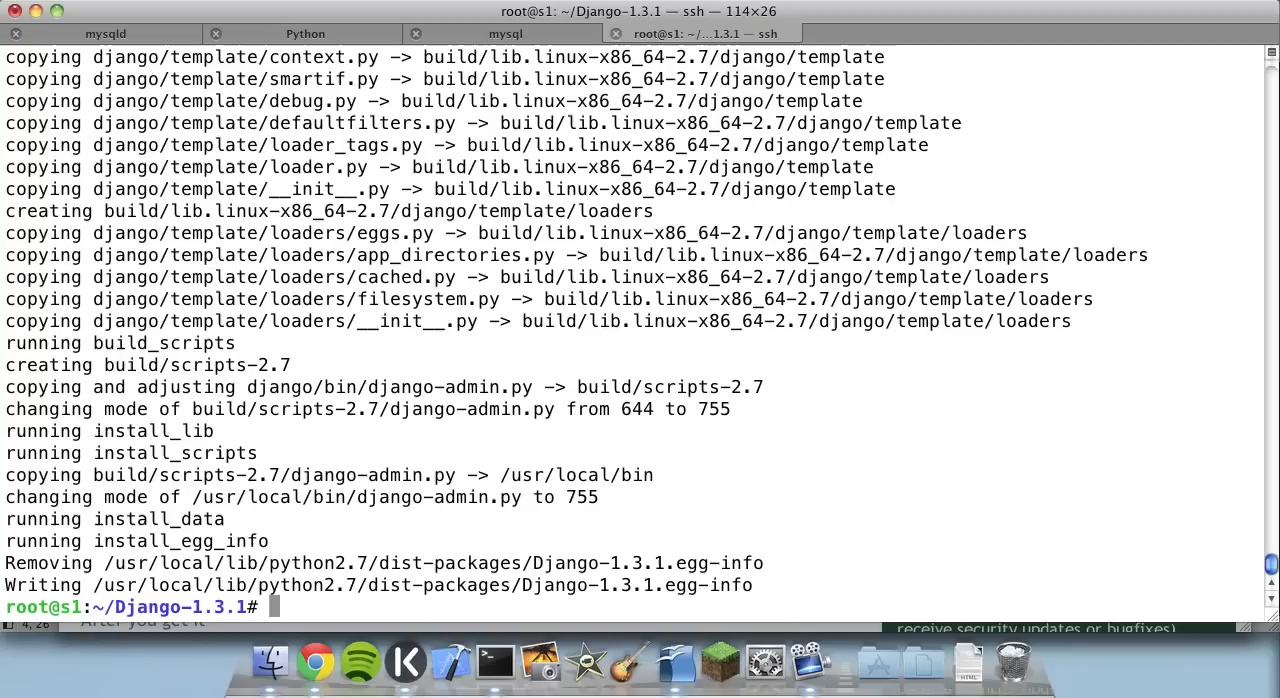 root@s1: ~/Django-1.3.1 — ssh — 114×26
mysqld Python mysql root@s1: ~/...1.3.1 — ssh
copying django/template/context.py -> build/lib.linux-x86_64-2.7/django/template
copying django/template/smartif.py -> build/lib.linux-x86_64-2.7/django/template
copying django/template/debug.py -> build/lib.linux-x86_64-2.7/django/template
copying django/template/defaultfilters.py -> build/lib.linux-x86_64-2.7/django/template
copying django/template/loader_tags.py -> build/lib.linux-x86_64-2.7/django/template
copying django/template/loader.py -> build/lib.linux-x86_64-2.7/django/template
copying django/template/__init__.py -> build/lib.linux-x86_64-2.7/django/template
creating build/lib.linux-x86_64-2.7/django/template/loaders
copying django/template/loaders/eggs.py -> build/lib.linux-x86_64-2.7/django/template/loaders
copying django/template/loaders/app_directories.py -> build/lib.linux-x86_64-2.7/django/template/loaders
copying django/template/loaders/cached.py -> build/lib.linux-x86_64-2.7/django/template/loaders
copying django/template/loaders/filesystem.py -> build/lib.linux-x86_64-2.7/django/template/loaders
copying django/template/loaders/__init__.py -> build/lib.linux-x86_64-2.7/django/template/loaders
running build_scripts
creating build/scripts-2.7
copying and adjusting django/bin/django-admin.py -> build/scripts-2.7
changing mode of build/scripts-2.7/django-admin.py from 644 to 755
running install_lib
running install_scripts
copying build/scripts-2.7/django-admin.py -> /usr/local/bin
changing mode of /usr/local/bin/django-admin.py to 755
running install_data
running install_egg_info
Removing /usr/local/lib/python2.7/dist-packages/Django-1.3.1.egg-info
Writing /usr/local/lib/python2.7/dist-packages/Django-1.3.1.egg-info
root@s1:~/Django-1.3.1#
4, 26 After you get it receive security updates or bugfixes)
HTML